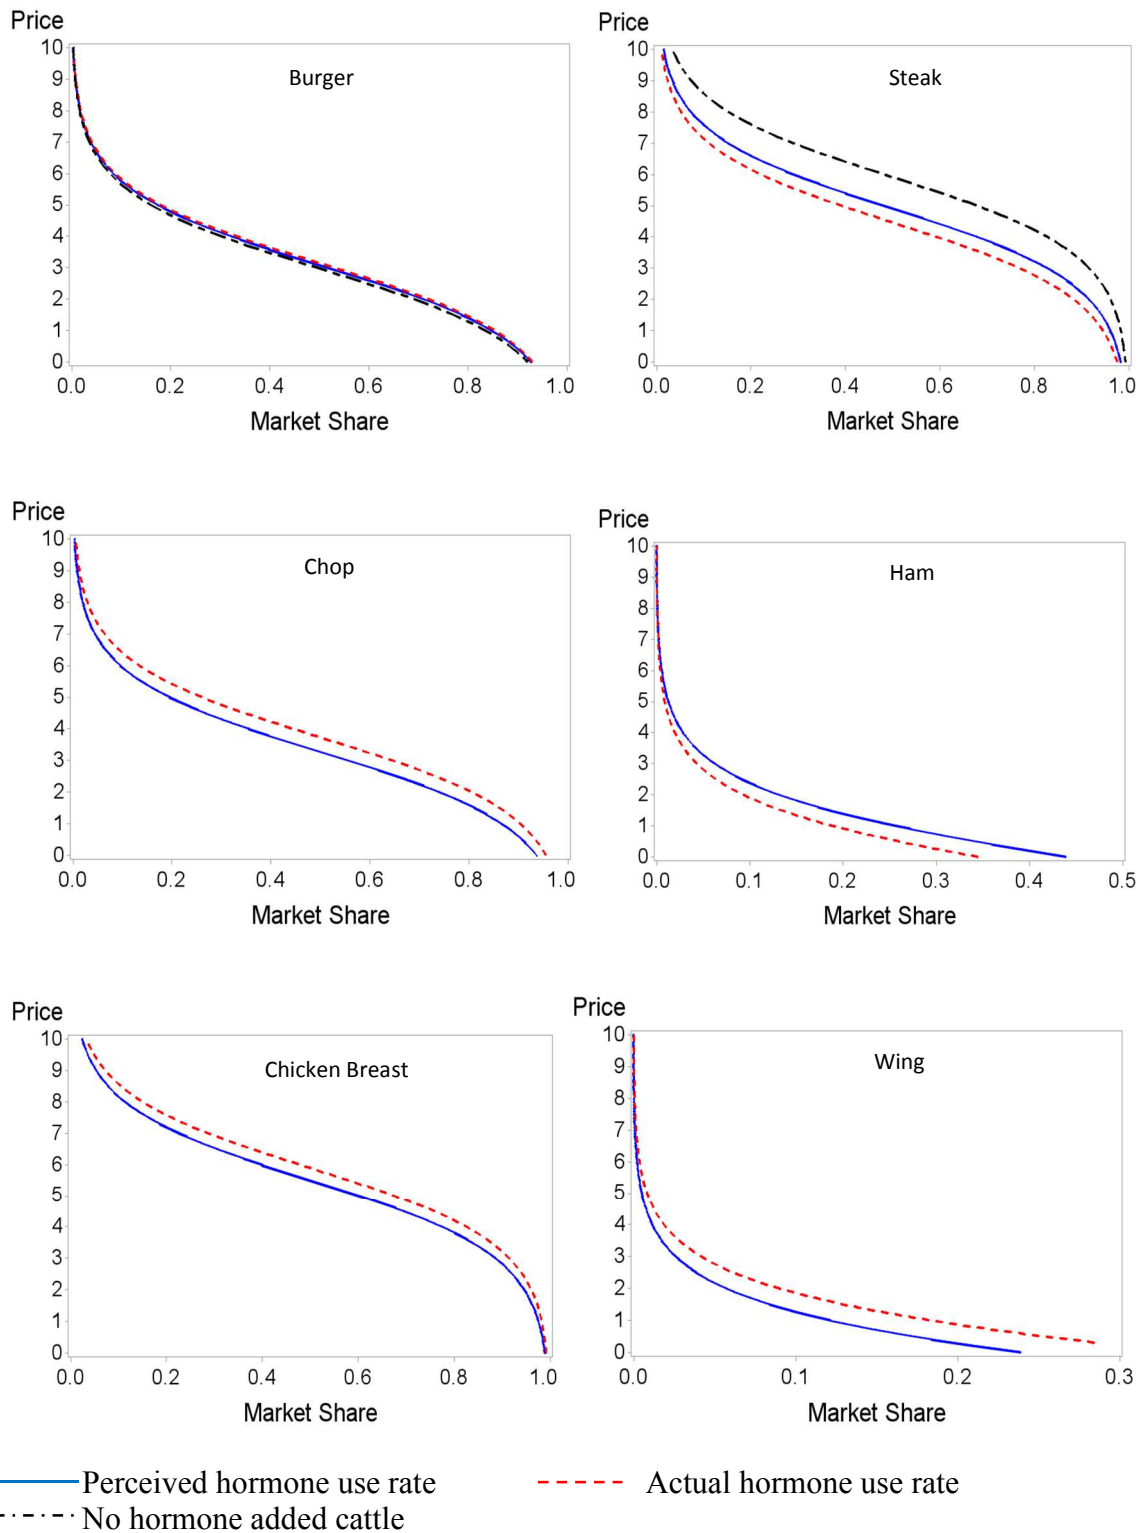 Price
Burger
10
9
8
7
6
5
4
3
2
1
0
0.0 0.2 0.4 0.6 0.8 1.0
Market Share
Price
Steak
10
9
8
7
6
5
4
3
2
1
0
0.0 0.2 0.4 0.6 0.8 1.0
Market Share
Price
Chop
10
9
8
7
6
5
4
3
2
1
0
0.0 0.2 0.4 0.6 0.8 1.0
Market Share
Price
Ham
10
9
8
7
6
5
4
3
2
1
0
0.0 0.1 0.2 0.3 0.4 0.5
Market Share
Price
Chicken Breast
10
9
8
7
6
5
4
3
2
1
0
0.0 0.2 0.4 0.6 0.8 1.0
Market Share
Price
Wing
10
9
8
7
6
5
4
3
2
1
0
0.0 0.1 0.2 0.3
Market Share
Perceived hormone use rate Actual hormone use rate
No hormone added cattle